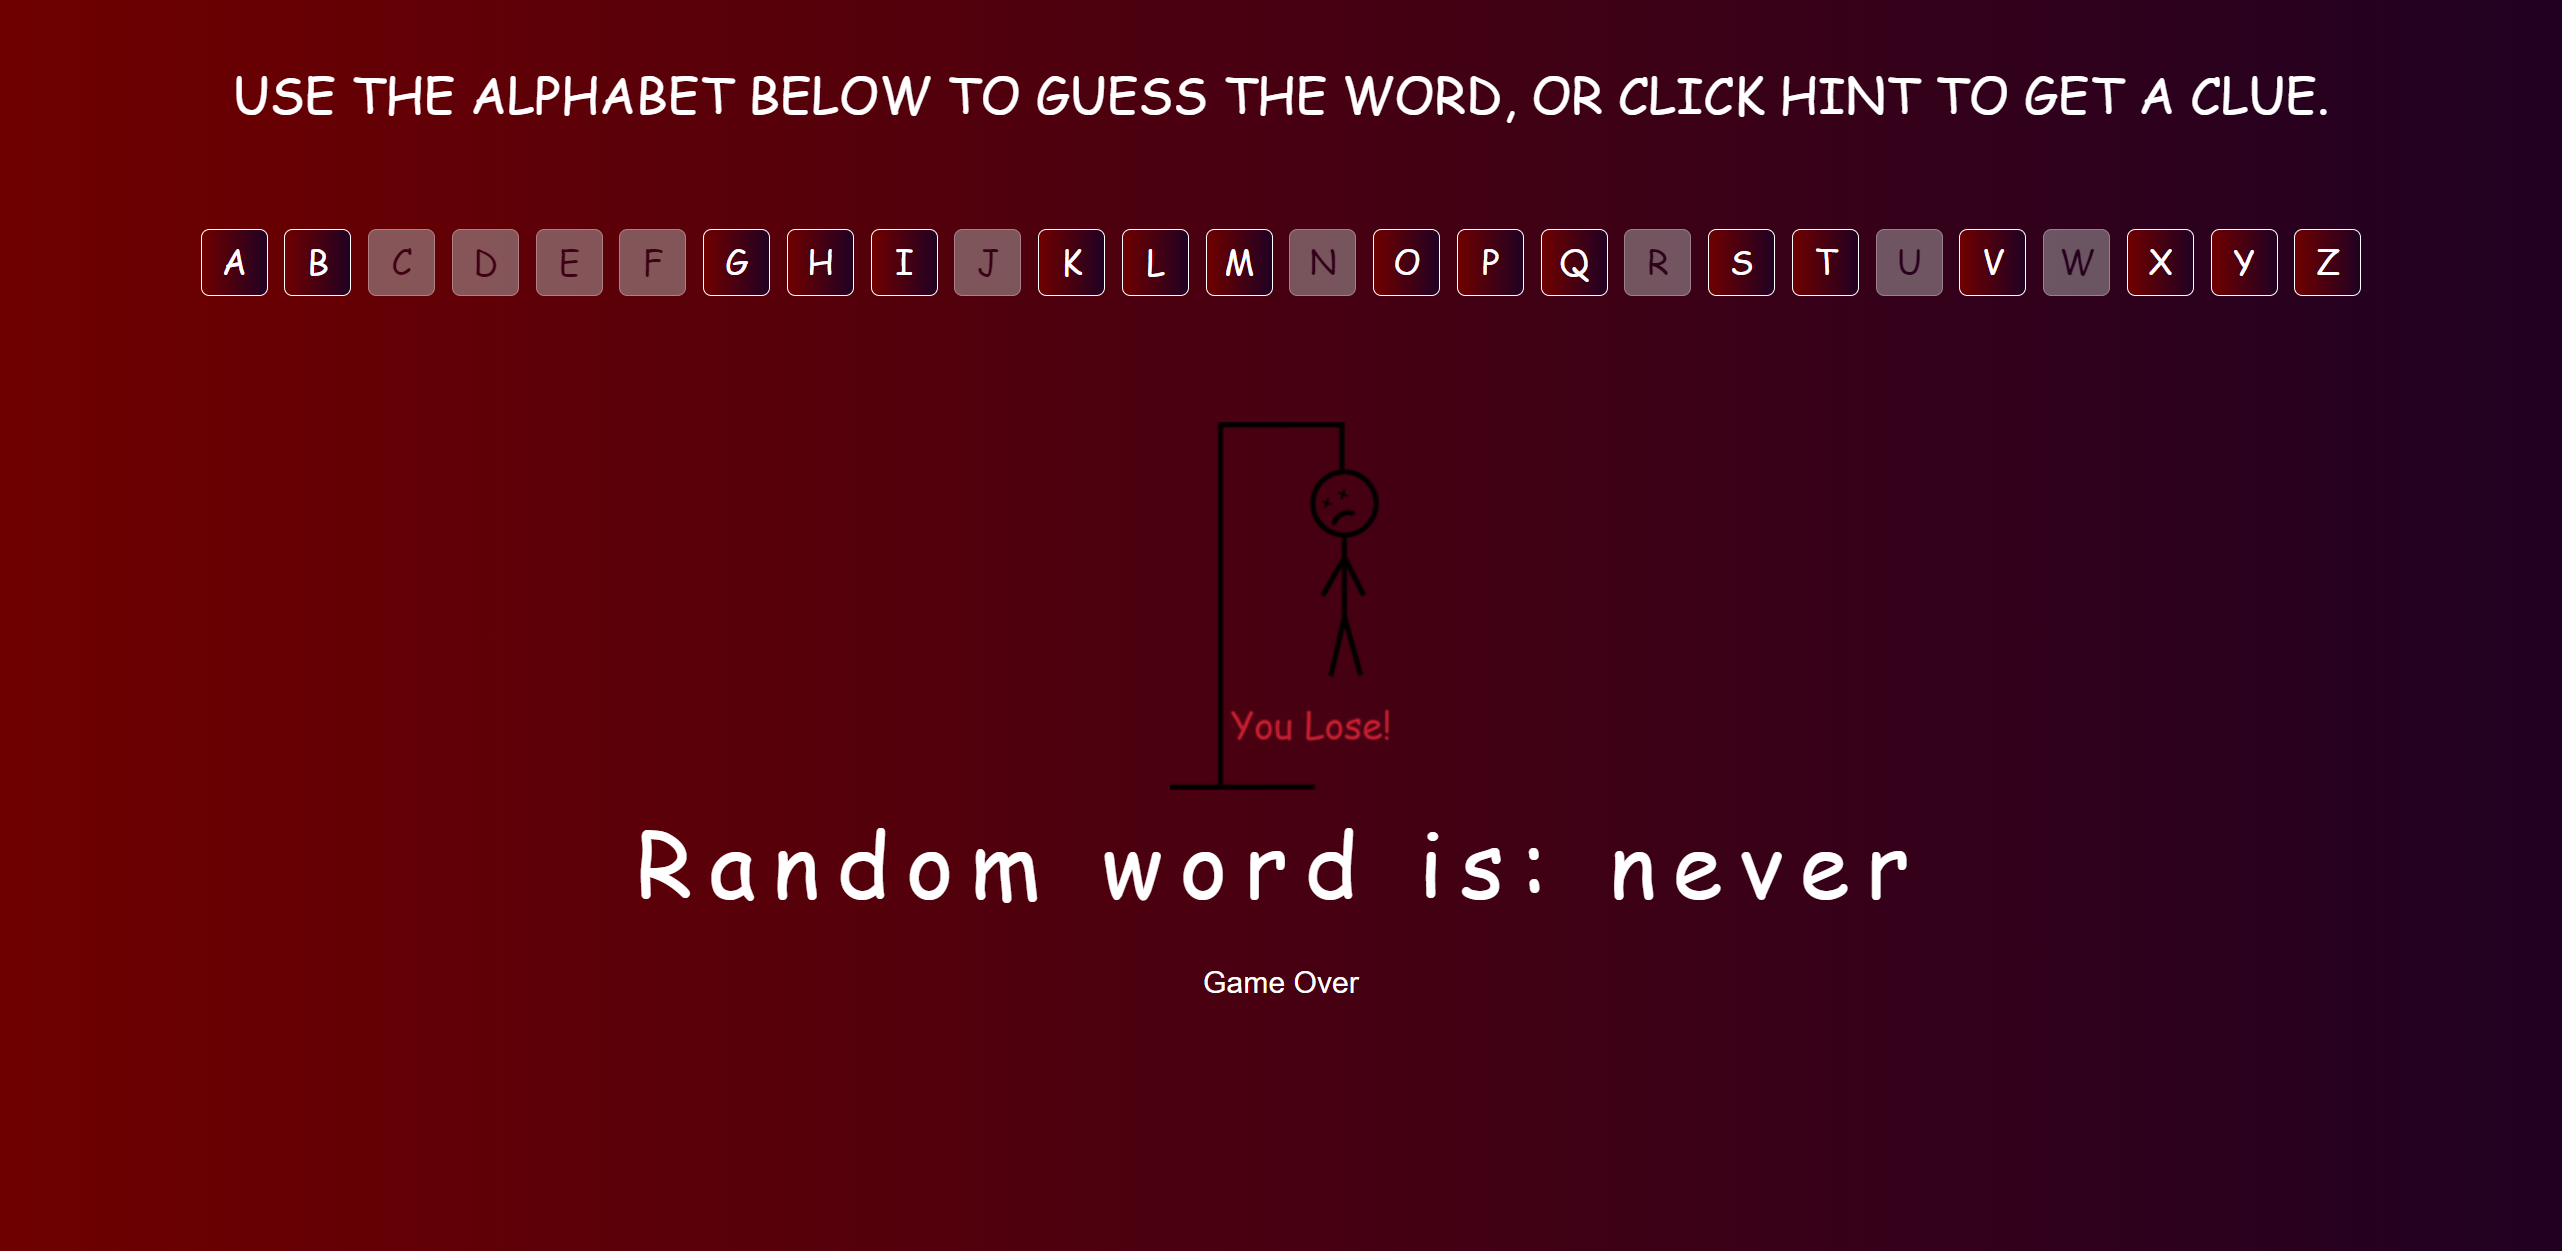 USE THE ALPHABET BELOW TO GUESS THE WORD, OR CLICK HINT TO GET A CLUE.
A B C D E F G H I J K L M N O P Q R S T U V W X Y Z
You Lose!
Random word is: never
Game Over